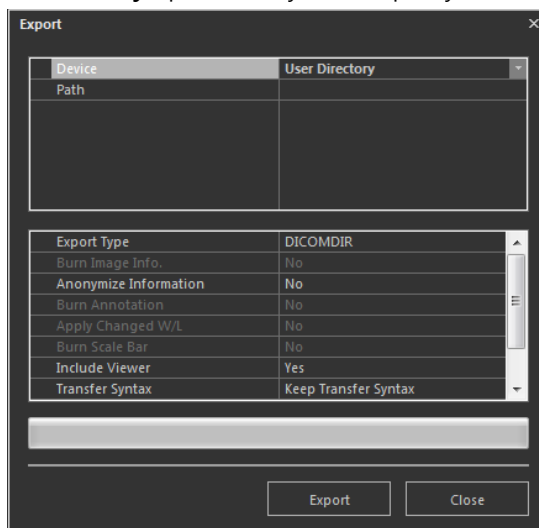 Export ×
Device User Directory
Path
Export Type DICOMDIR
Burn Image Info. No
Anonymize Information No
Burn Annotation No
Apply Changed W/L No
Burn Scale Bar No
Include Viewer Yes
Transfer Syntax Keep Transfer Syntax
Export Close